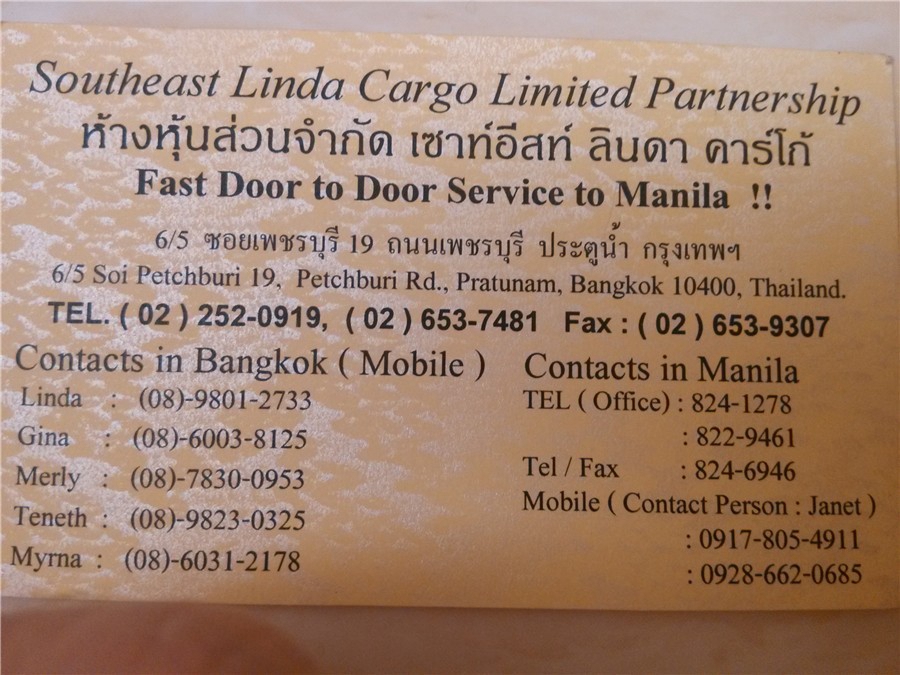 Southeast Linda Cargo Limited Partnership
ห้างหุ้นส่วนจำกัด เซาท์อีสท์ ลินดา คาร์โก้
Fast Door to Door Service to Manila !!
6/5 ซอยเพชรบุรี 19 ถนนเพชรบุรี ประตูน้ำ กรุงเทพฯ
6/5 Soi Petchburi 19, Petchburi Rd., Pratunam, Bangkok 10400, Thailand.
TEL. ( 02 ) 252-0919, ( 02 ) 653-7481 Fax : ( 02 ) 653-9307
Contacts in Bangkok ( Mobile )
Linda : (08)-9801-2733
Gina : (08)-6003-8125
Merly : (08)-7830-0953
Teneth : (08)-9823-0325
Myrna : (08)-6031-2178
Contacts in Manila
TEL ( Office) : 824-1278
: 822-9461
Tel / Fax : 824-6946
Mobile ( Contact Person : Janet )
: 0917-805-4911
: 0928-662-0685